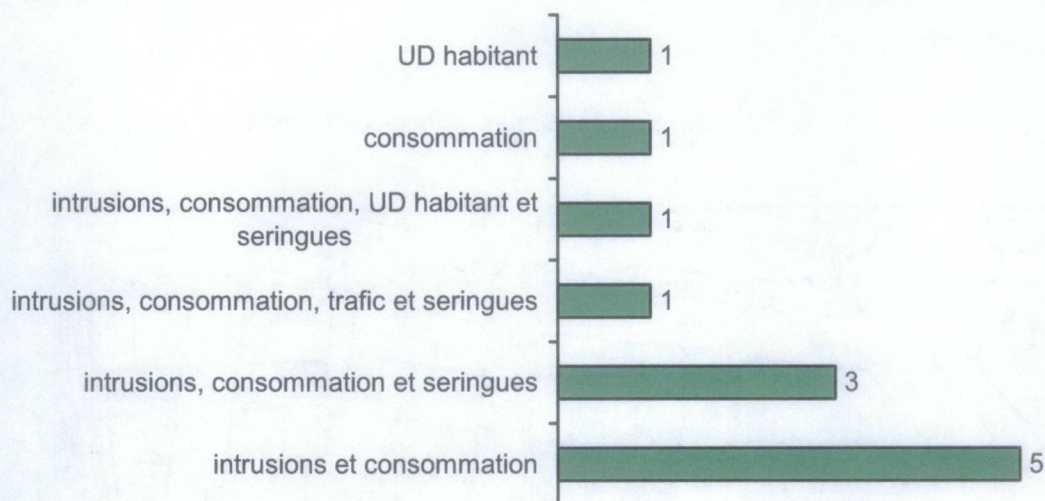 UD habitant 1
consommation 1
intrusions, consommation, UD habitant et
seringues 1
intrusions, consommation, trafic et seringues 1
intrusions, consommation et seringues 3
intrusions et consommation 5